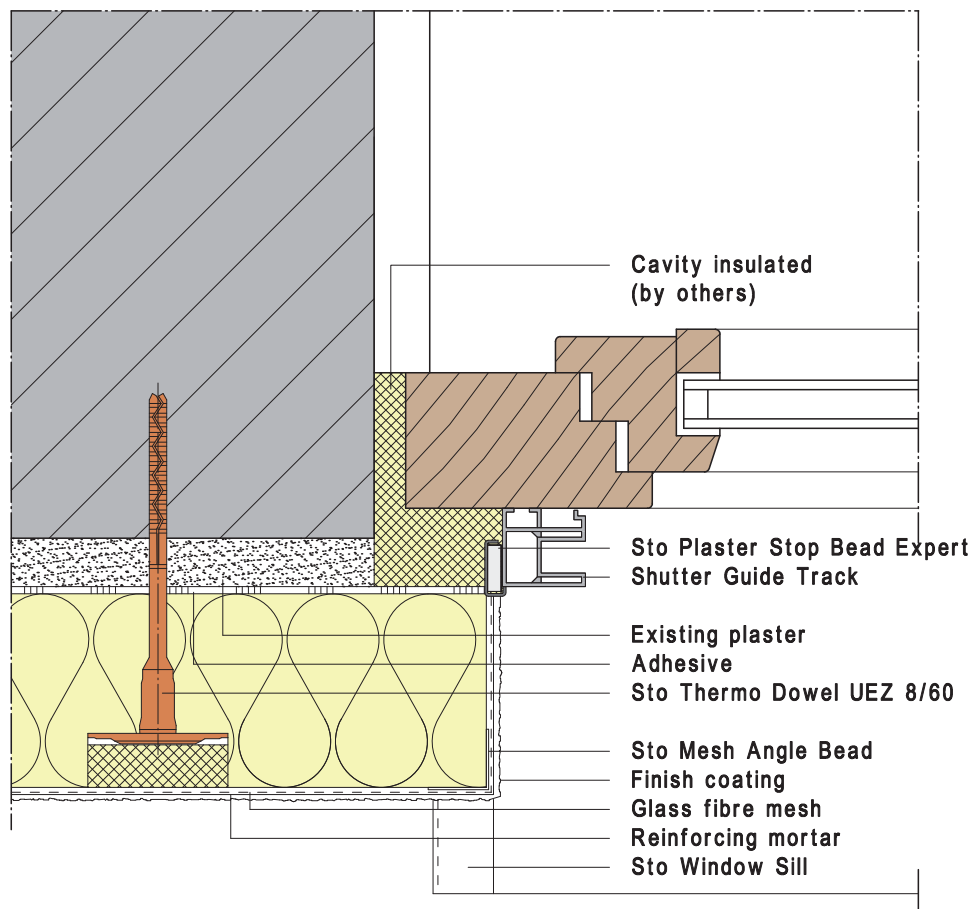 Cavity insulated
(by others)
Sto Plaster Stop Bead Expert
Shutter Guide Track
Existing plaster
Adhesive
Sto Thermo Dowel UEZ 8/60
Sto Mesh Angle Bead
Finish coating
Glass fibre mesh
Reinforcing mortar
Sto Window Sill